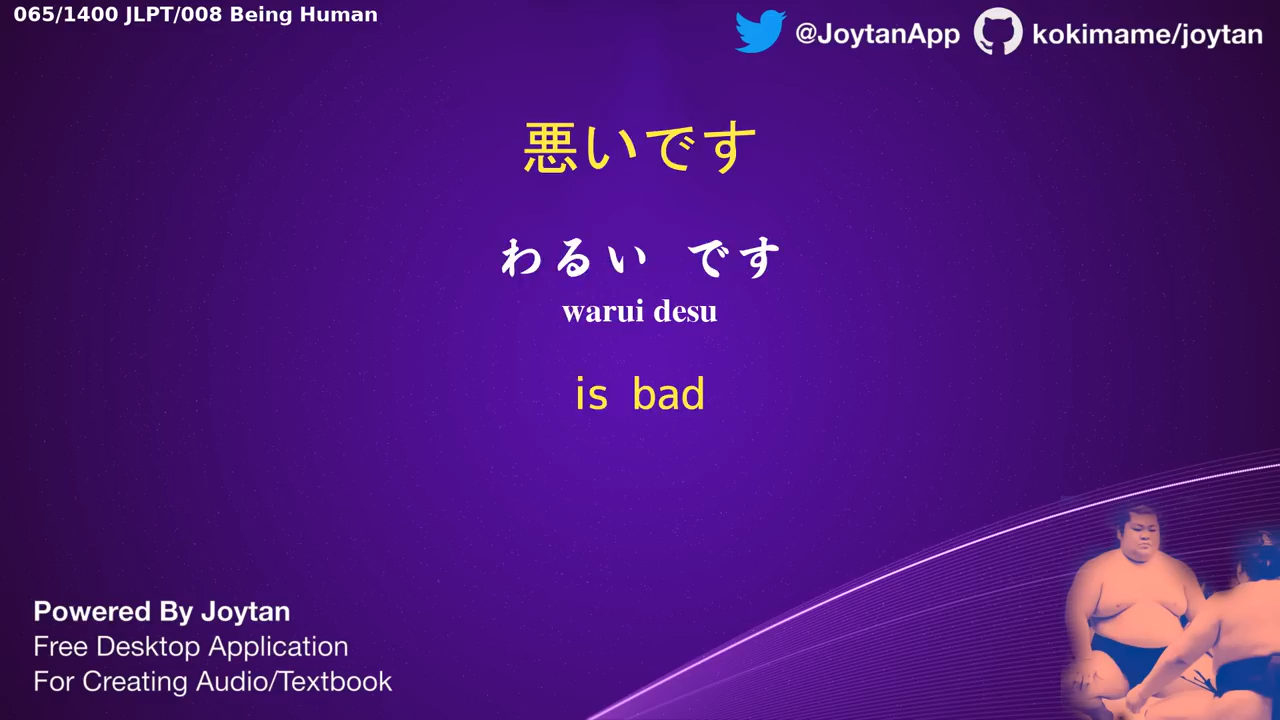 065/1400 JLPT/008 Being Human
@JoytanApp kokimame/joytan
悪いです
わるい です
warui desu
is bad
Powered By Joytan
Free Desktop Application
For Creating Audio/Textbook